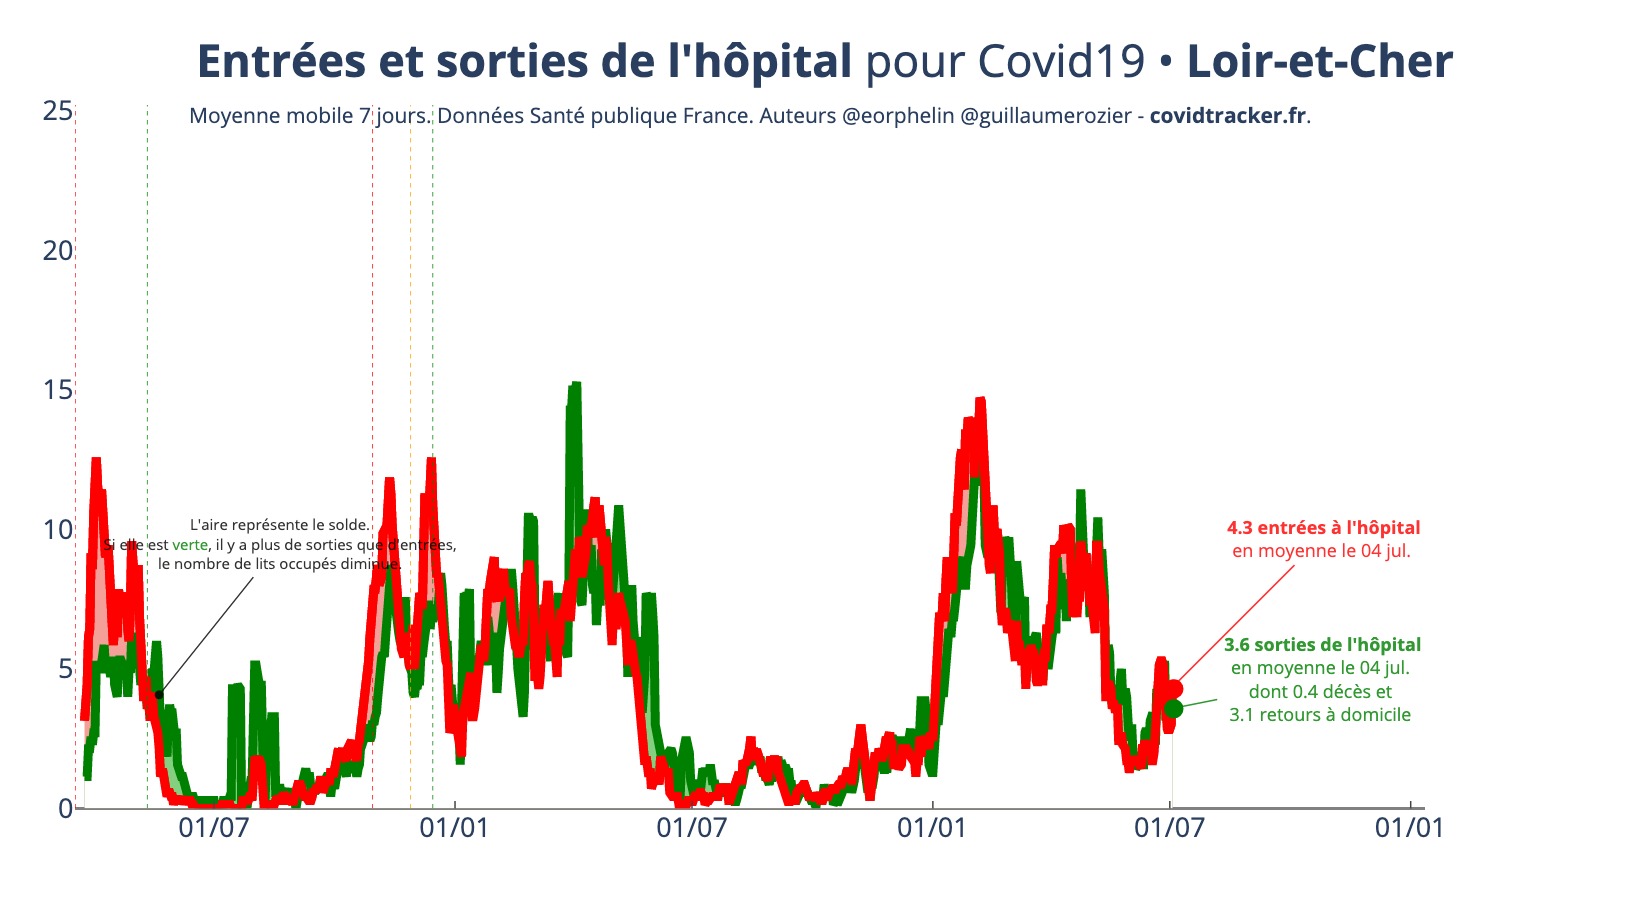 Entrées et sorties de l'hôpital pour Covid19 • Loir-et-Cher
Moyenne mobile 7 jours. Données Santé publique France. Auteurs @eorphelin @guillaumerozier - covidtracker.fr.
25
20
15
10
5
0
L'aire représente le solde.
Si elle est verte, il y a plus de sorties que d'entrées,
le nombre de lits occupés diminue.
4.3 entrées à l'hôpital
en moyenne le 04 jul.
3.6 sorties de l'hôpital
en moyenne le 04 jul.
dont 0.4 décès et
3.1 retours à domicile
01/07
01/01
01/07
01/01
01/07
01/01